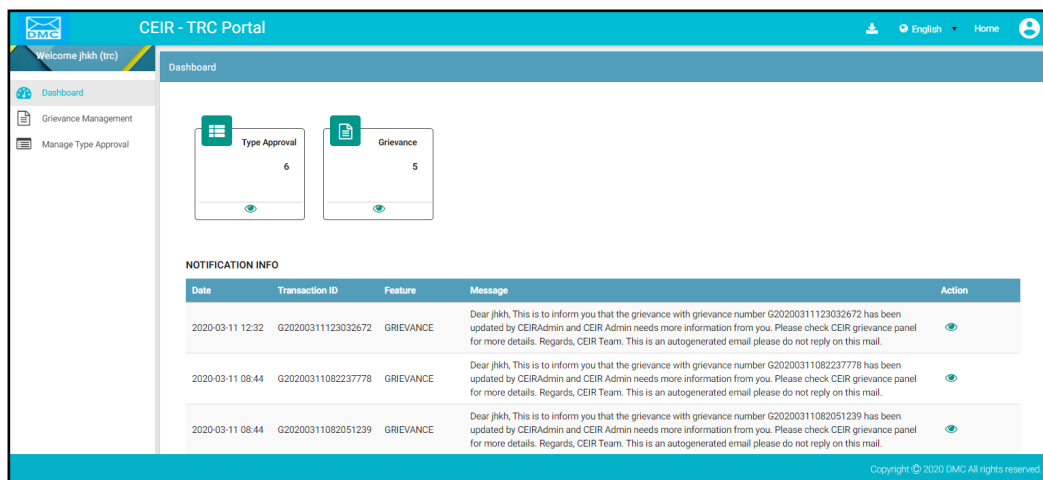 DMC
CEIR - TRC Portal
English
Home
Welcome jhkh (trc)
Dashboard
Dashboard
Grievance Management
Manage Type Approval
Type Approval
6
Grievance
5
NOTIFICATION INFO
Date Transaction ID Feature Message Action
2020-03-11 12:32 G20200311123032672 GRIEVANCE
Dear jhkh, This is to inform you that the grievance with grievance number G20200311123032672 has been
updated by CEIRAdmin and CEIR Admin needs more information from you. Please check CEIR grievance panel
for more details. Regards, CEIR Team. This is an autogenerated email please do not reply on this mail.
2020-03-11 08:44 G20200311082237778 GRIEVANCE
Dear jhkh, This is to inform you that the grievance with grievance number G20200311082237778 has been
updated by CEIRAdmin and CEIR Admin needs more information from you. Please check CEIR grievance panel
for more details. Regards, CEIR Team. This is an autogenerated email please do not reply on this mail.
2020-03-11 08:44 G20200311082051239 GRIEVANCE
Dear jhkh, This is to inform you that the grievance with grievance number G20200311082051239 has been
updated by CEIRAdmin and CEIR Admin needs more information from you. Please check CEIR grievance panel
for more details. Regards, CEIR Team. This is an autogenerated email please do not reply on this mail.
Copyright © 2020 DMC All rights reserved.